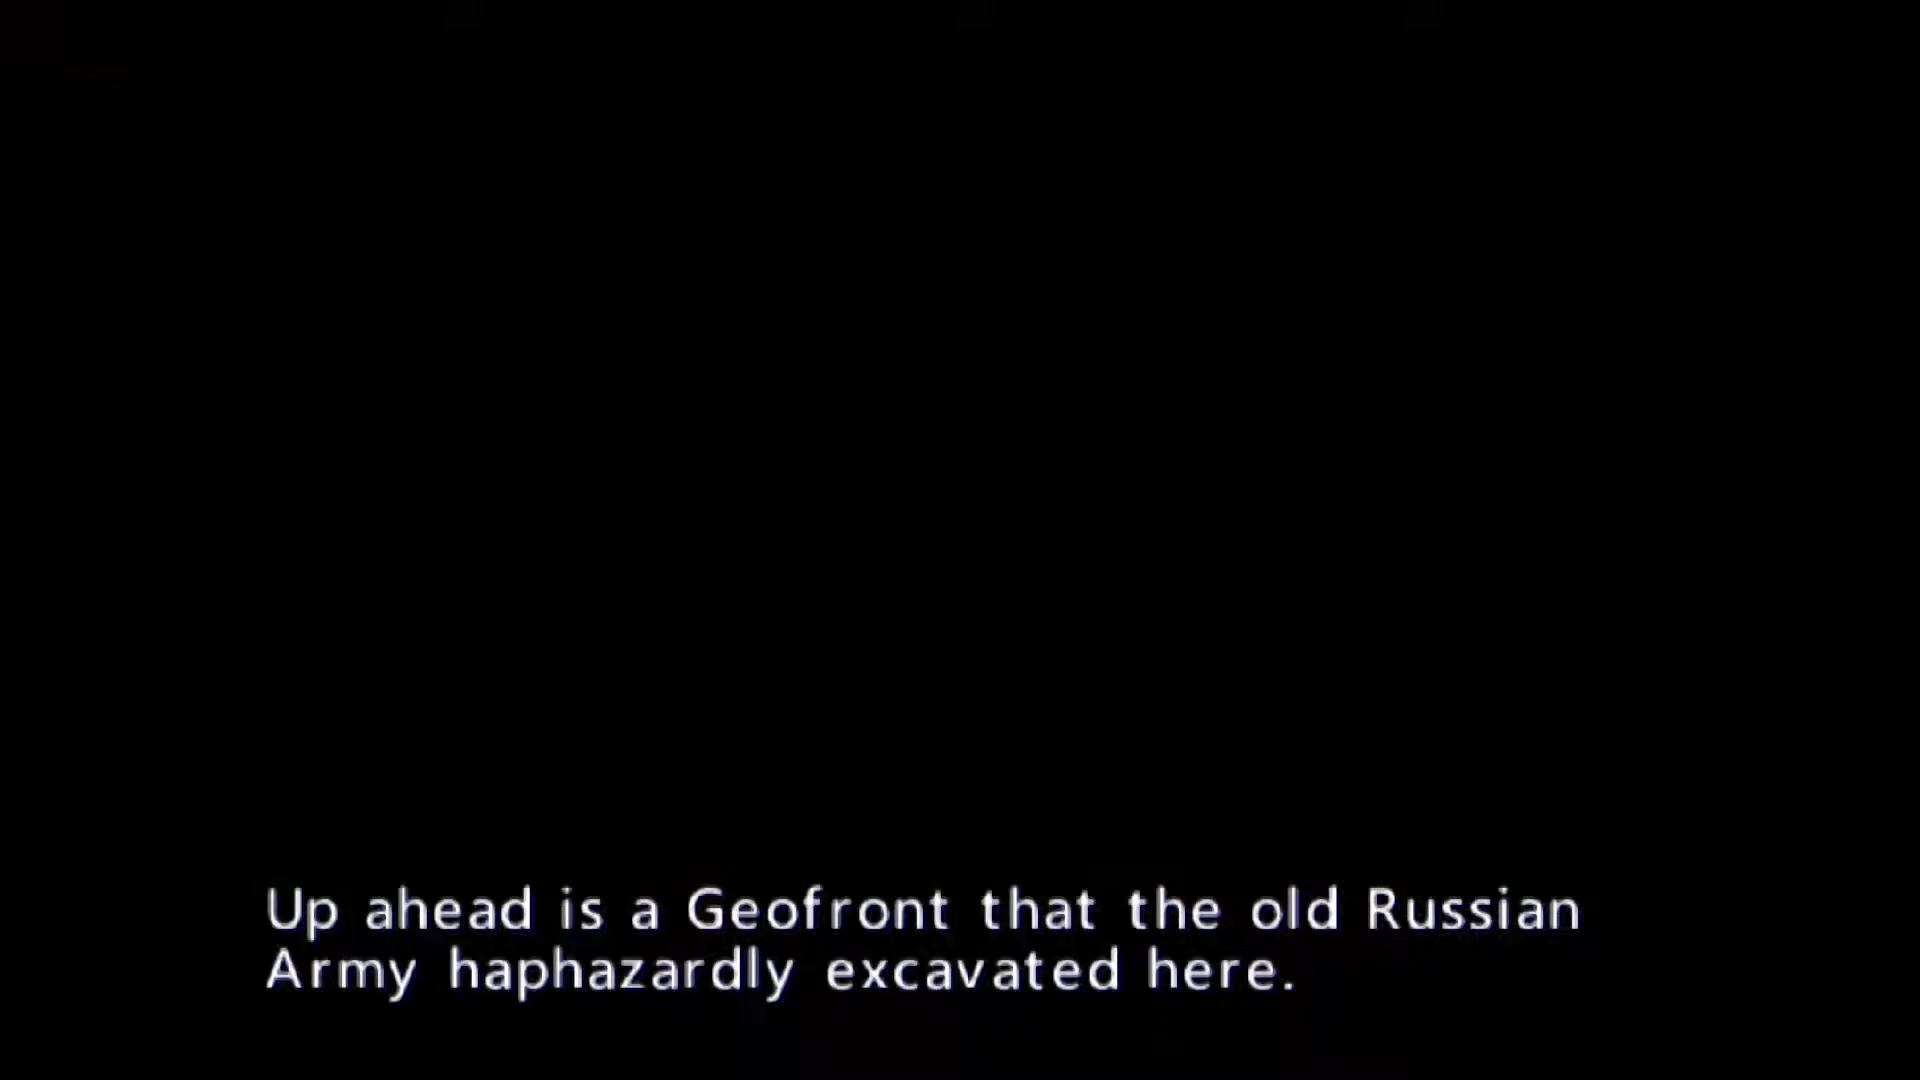 Up ahead is a Geofront that the old Russian
Army haphazardly excavated here.